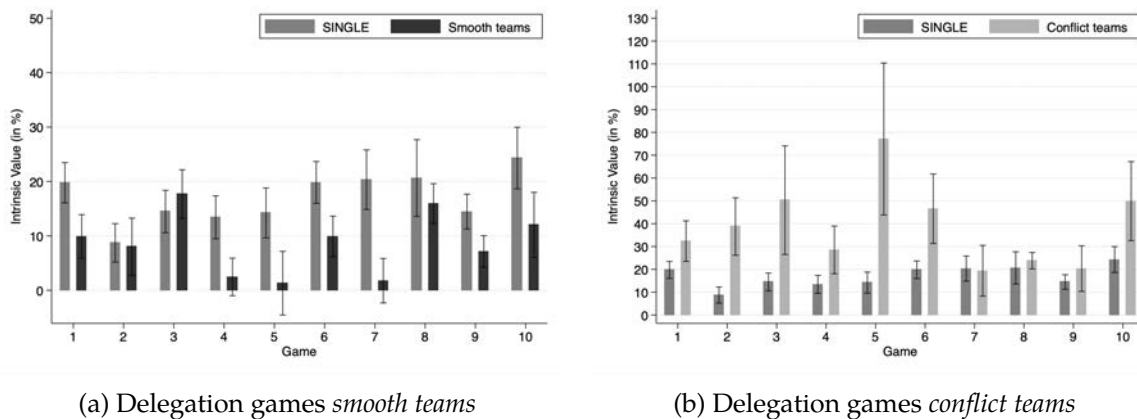 SINGLE Smooth teams
50
40
30
20
10
0
Intrinsic Value (in %)
1 2 3 4 5 6 7 8 9 10
Game
(a) Delegation games smooth teams
SINGLE Conflict teams
130
120
110
100
90
80
70
60
50
40
30
20
10
0
Intrinsic Value (in %)
1 2 3 4 5 6 7 8 9 10
Game
(b) Delegation games conflict teams